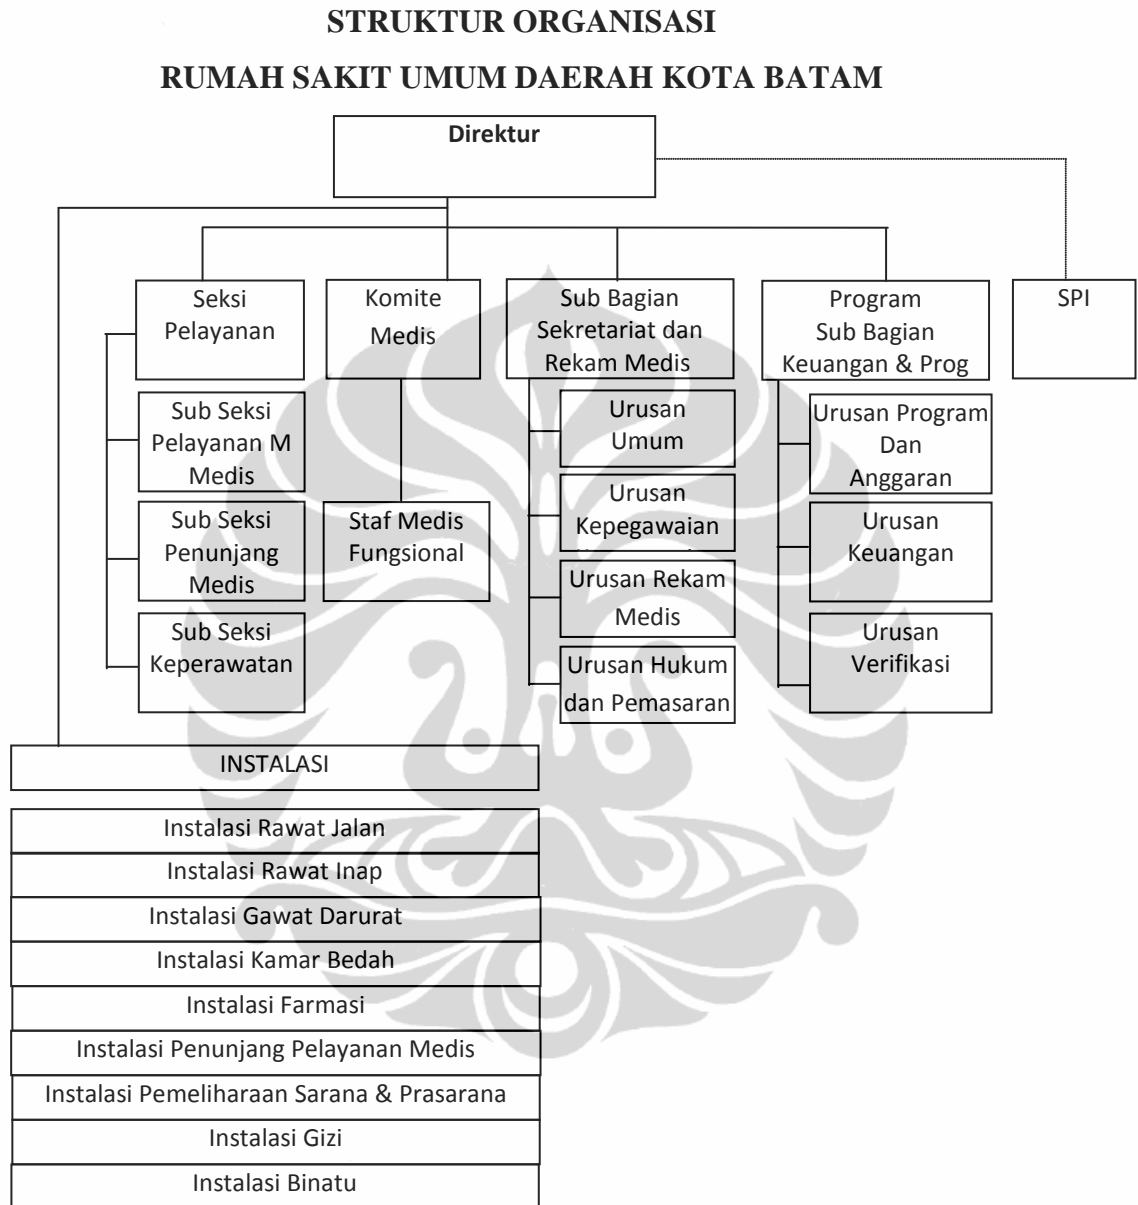 STRUKTUR ORGANISASI
RUMAH SAKIT UMUM DAERAH KOTA BATAM
Direktur
Seksi
Pelayanan
Komite
Medis
Sub Bagian
Sekretariat dan
Rekam Medis
Program
Sub Bagian
Keuangan & Prog
SPI
Sub Seksi
Pelayanan M
Medis
Sub Seksi
Penunjang
Medis
Sub Seksi
Keperawatan
Staf Medis
Fungsional
Urusan
Umum
Urusan
Kepegawaian
Urusan Rekam
Medis
Urusan Hukum
dan Pemasaran
Urusan Program
Dan
Anggaran
Urusan
Keuangan
Urusan
Verifikasi
INSTALASI
Instalasi Rawat Jalan
Instalasi Rawat Inap
Instalasi Gawat Darurat
Instalasi Kamar Bedah
Instalasi Farmasi
Instalasi Penunjang Pelayanan Medis
Instalasi Pemeliharaan Sarana & Prasarana
Instalasi Gizi
Instalasi Binatu